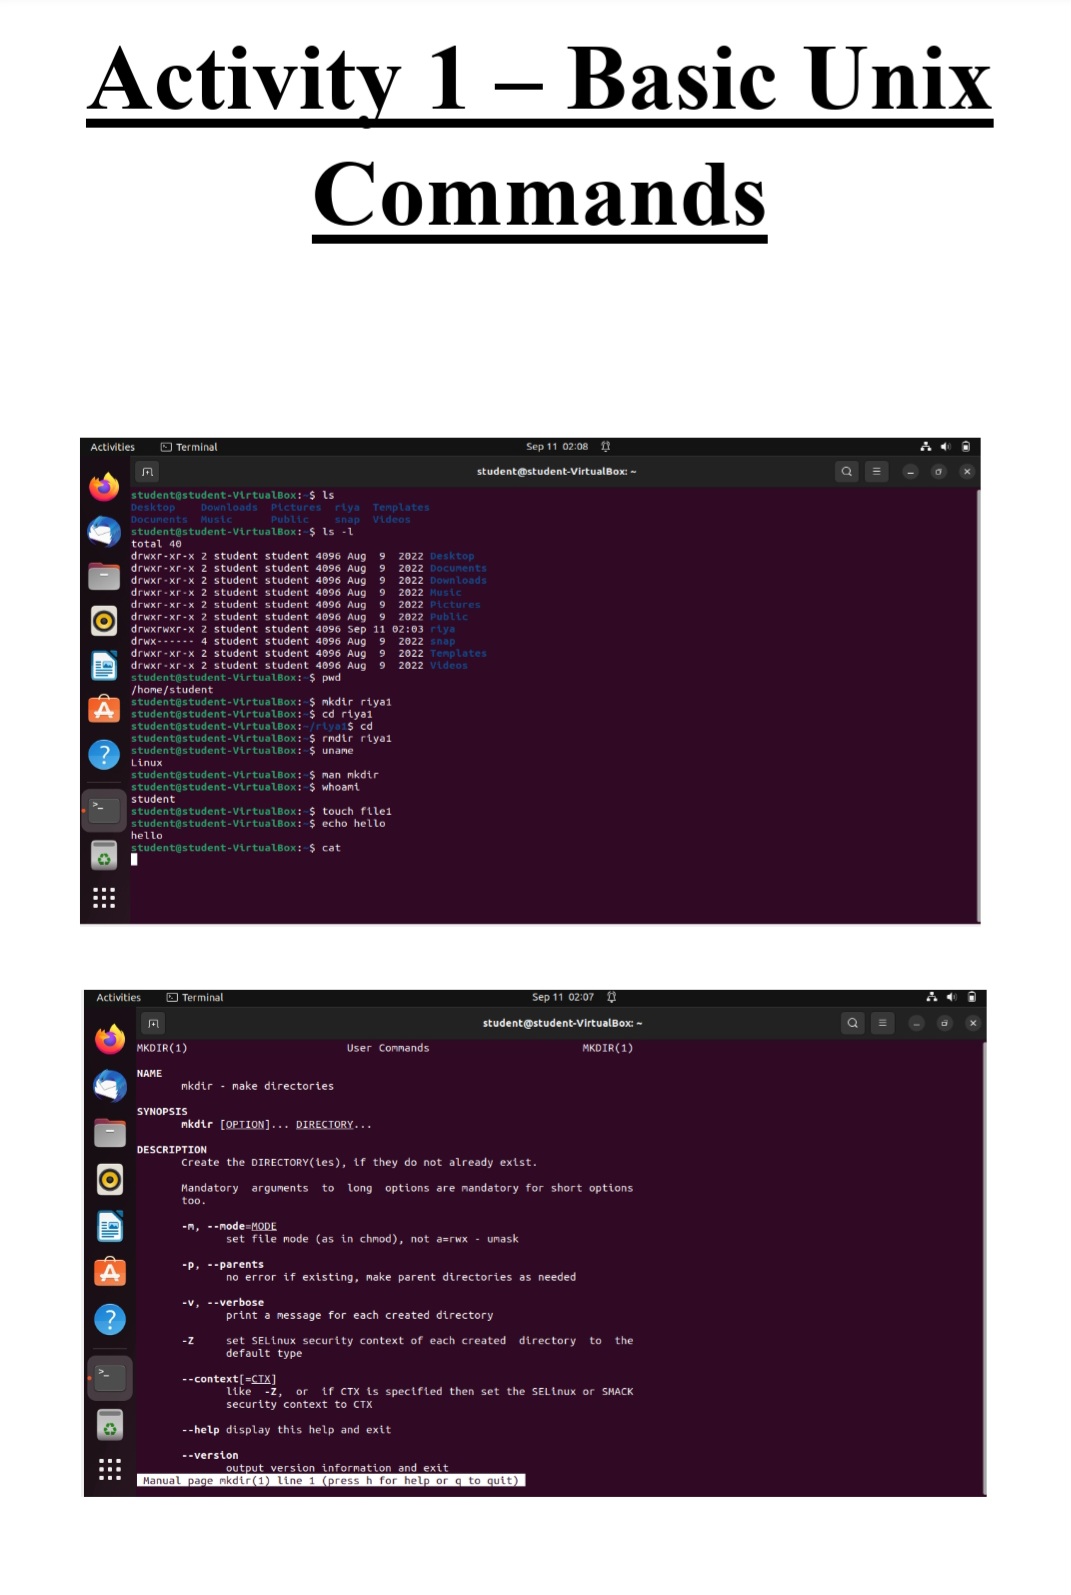 Activity 1 – Basic Unix
Commands
Activities Terminal Sep 11 02:08
student@student-VirtualBox: ~
student@student-VirtualBox:~$ ls
Desktop Downloads Pictures riya Templates
Documents Music Public snap Videos
student@student-VirtualBox:~$ ls -l
total 40
drwxr-xr-x 2 student student 4096 Aug 9 2022 Desktop
drwxr-xr-x 2 student student 4096 Aug 9 2022 Documents
drwxr-xr-x 2 student student 4096 Aug 9 2022 Downloads
drwxr-xr-x 2 student student 4096 Aug 9 2022 Music
drwxr-xr-x 2 student student 4096 Aug 9 2022 Pictures
drwxr-xr-x 2 student student 4096 Aug 9 2022 Public
drwxrwxr-x 2 student student 4096 Sep 11 02:03 riya
drwx------ 4 student student 4096 Aug 9 2022 snap
drwxr-xr-x 2 student student 4096 Aug 9 2022 Templates
drwxr-xr-x 2 student student 4096 Aug 9 2022 Videos
student@student-VirtualBox:~$ pwd
/home/student
student@student-VirtualBox:~$ mkdir riya1
student@student-VirtualBox:~$ cd riya1
student@student-VirtualBox:~/riya1$ cd
student@student-VirtualBox:~$ rmdir riya1
student@student-VirtualBox:~$ uname
Linux
student@student-VirtualBox:~$ man mkdir
student@student-VirtualBox:~$ whoami
student
student@student-VirtualBox:~$ touch file1
student@student-VirtualBox:~$ echo hello
hello
student@student-VirtualBox:~$ cat
Activities Terminal Sep 11 02:07
student@student-VirtualBox: ~
MKDIR(1) User Commands MKDIR(1)
NAME
mkdir - make directories
SYNOPSIS
mkdir [OPTION]... DIRECTORY...
DESCRIPTION
Create the DIRECTORY(ies), if they do not already exist.
Mandatory arguments to long options are mandatory for short options
too.
-m, --mode=MODE
set file mode (as in chmod), not a=rwx - umask
-p, --parents
no error if existing, make parent directories as needed
-v, --verbose
print a message for each created directory
-Z set SELinux security context of each created directory to the
default type
--context[=CTX]
like -Z, or if CTX is specified then set the SELinux or SMACK
security context to CTX
--help display this help and exit
--version
output version information and exit
Manual page mkdir(1) line 1 (press h for help or q to quit)